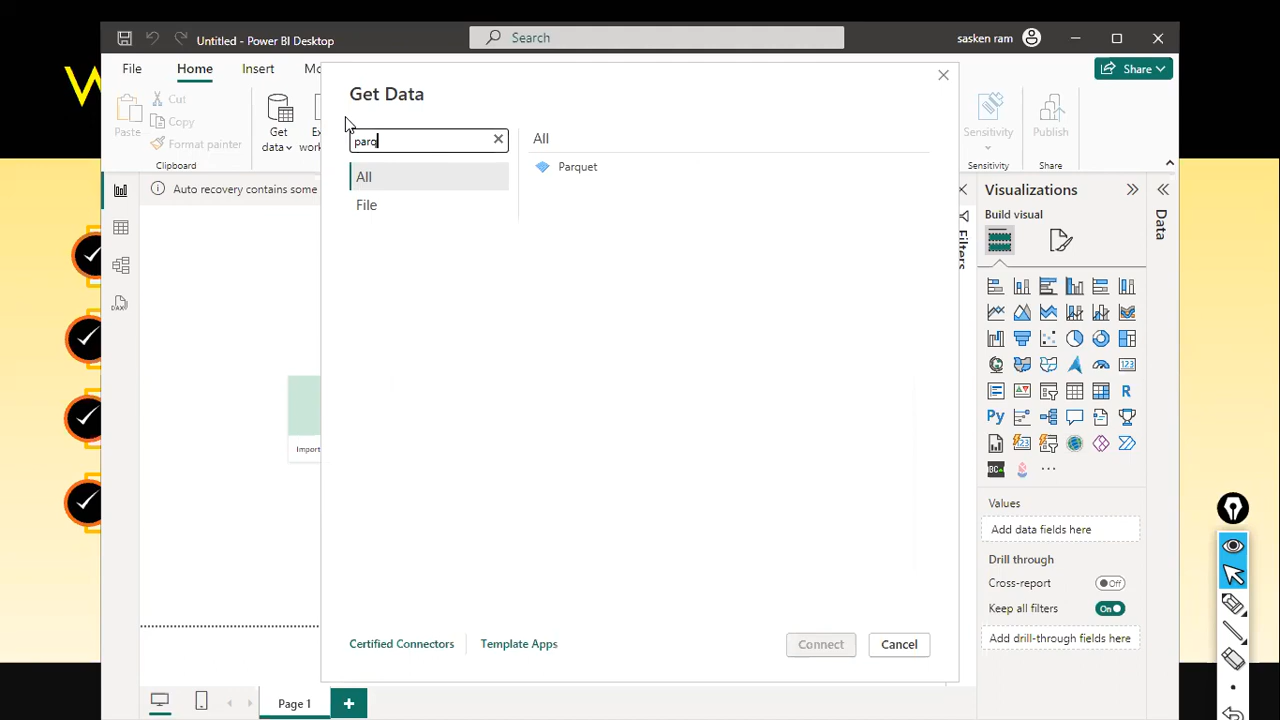 W
Untitled - Power BI Desktop
Search
sasken ram
File
Home
Insert
Mo
Share
Paste
Cut
Copy
Format painter
Clipboard
Get
data
Ex
work
Sensitivity
Sensitivity
Publish
Share
Auto recovery contains some
Get Data
parq
All
File
All
Parquet
Import
Certified Connectors
Template Apps
Connect
Cancel
Filters
Visualizations
Build visual
Data
R
Py
123
Values
Add data fields here
Drill through
Cross-report
Off
Keep all filters
On
Add drill-through fields here
Page 1